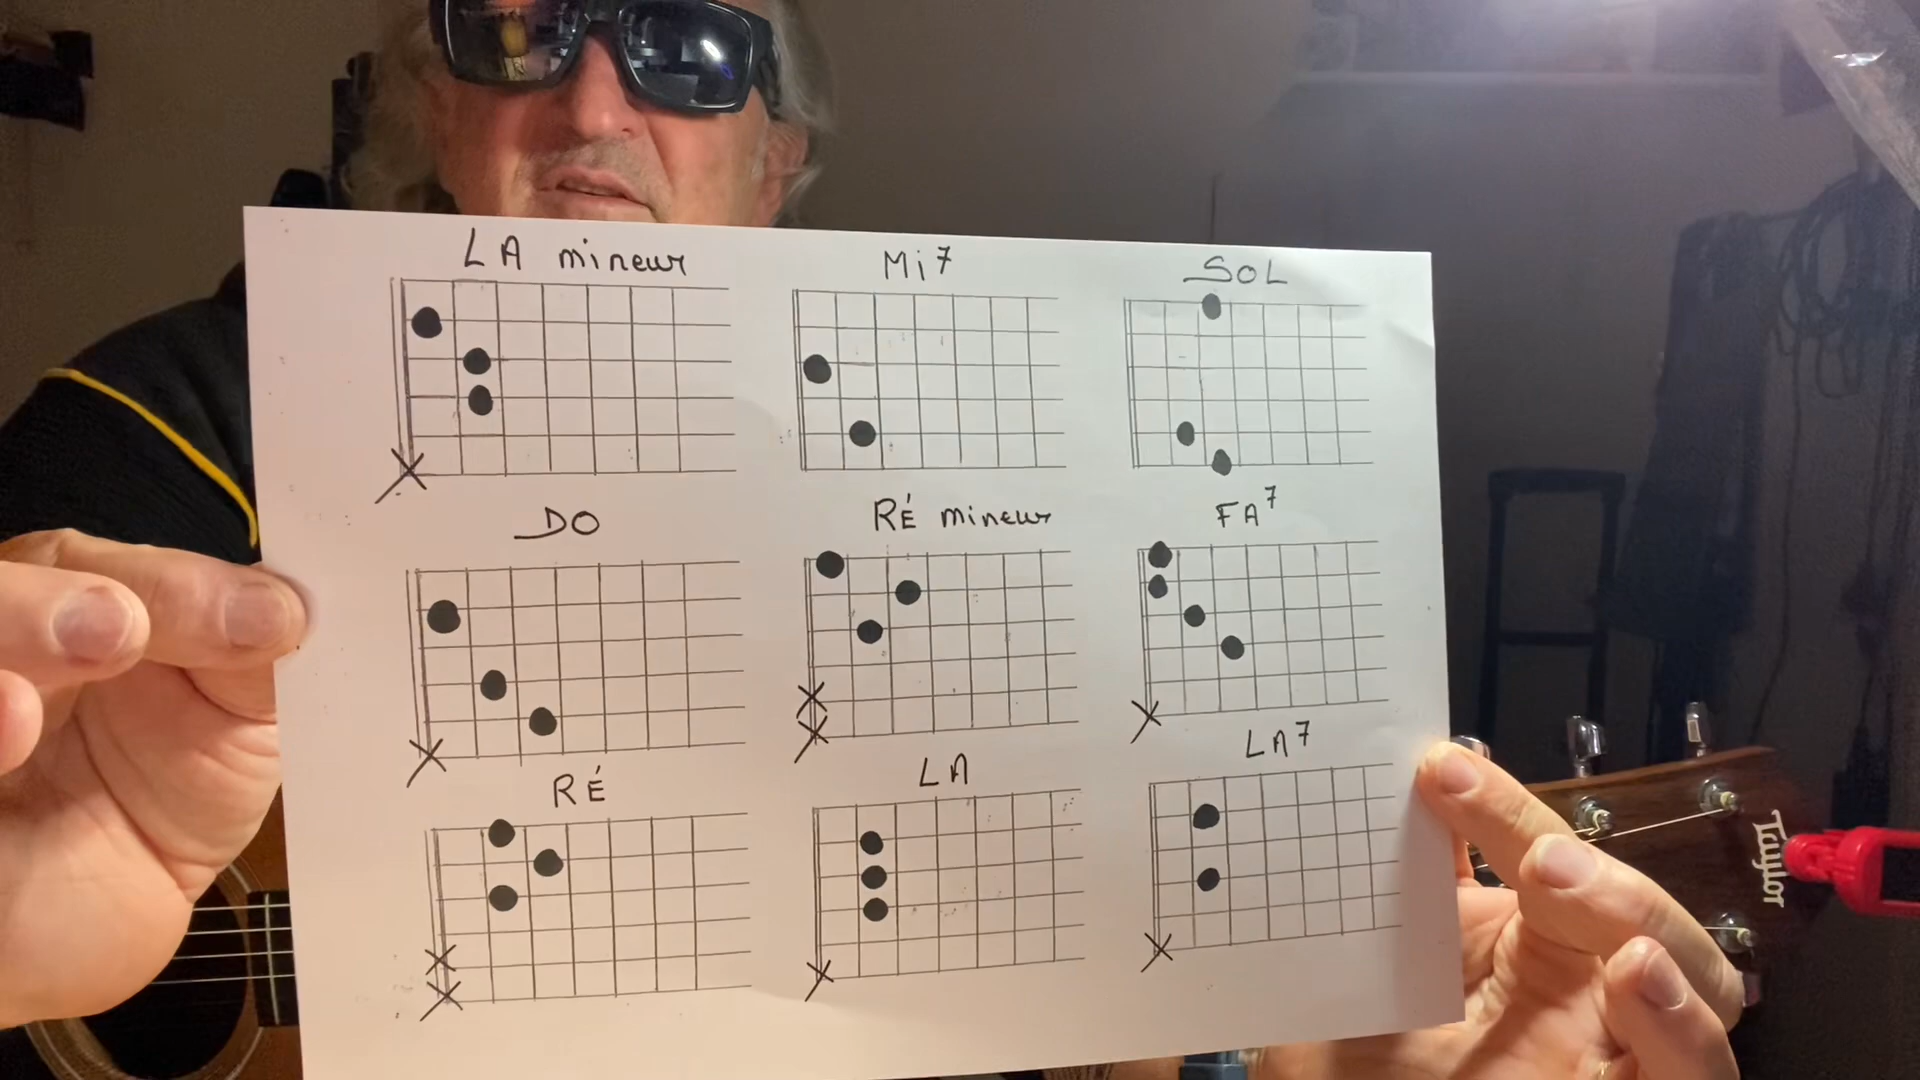 LA mineur
Mi7
SOL
DO
RÉ mineur
FA7
RÉ
LA
LA7
Taylor